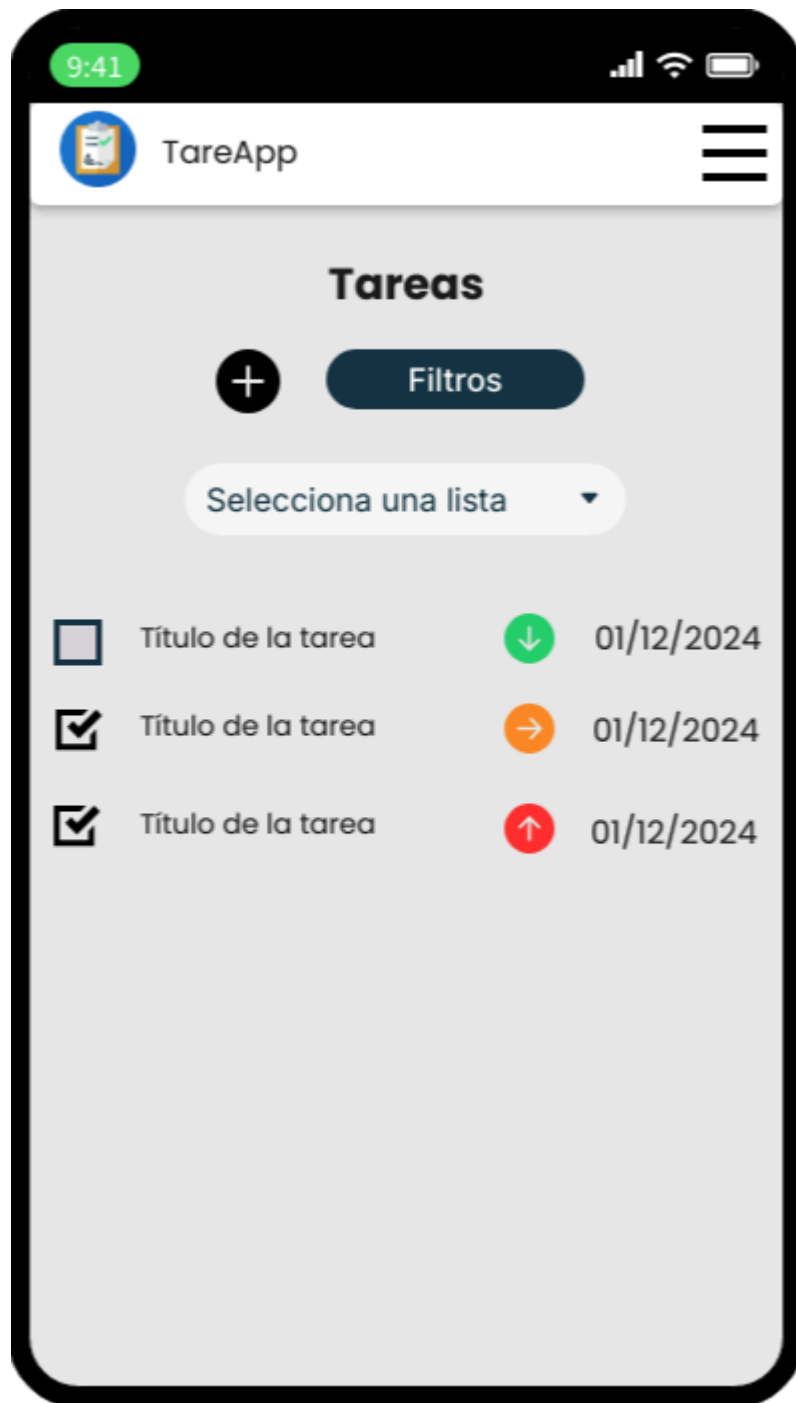 9:41
TareApp
Tareas
Filtros
Selecciona una lista
Título de la tarea 01/12/2024
Título de la tarea 01/12/2024
Título de la tarea 01/12/2024